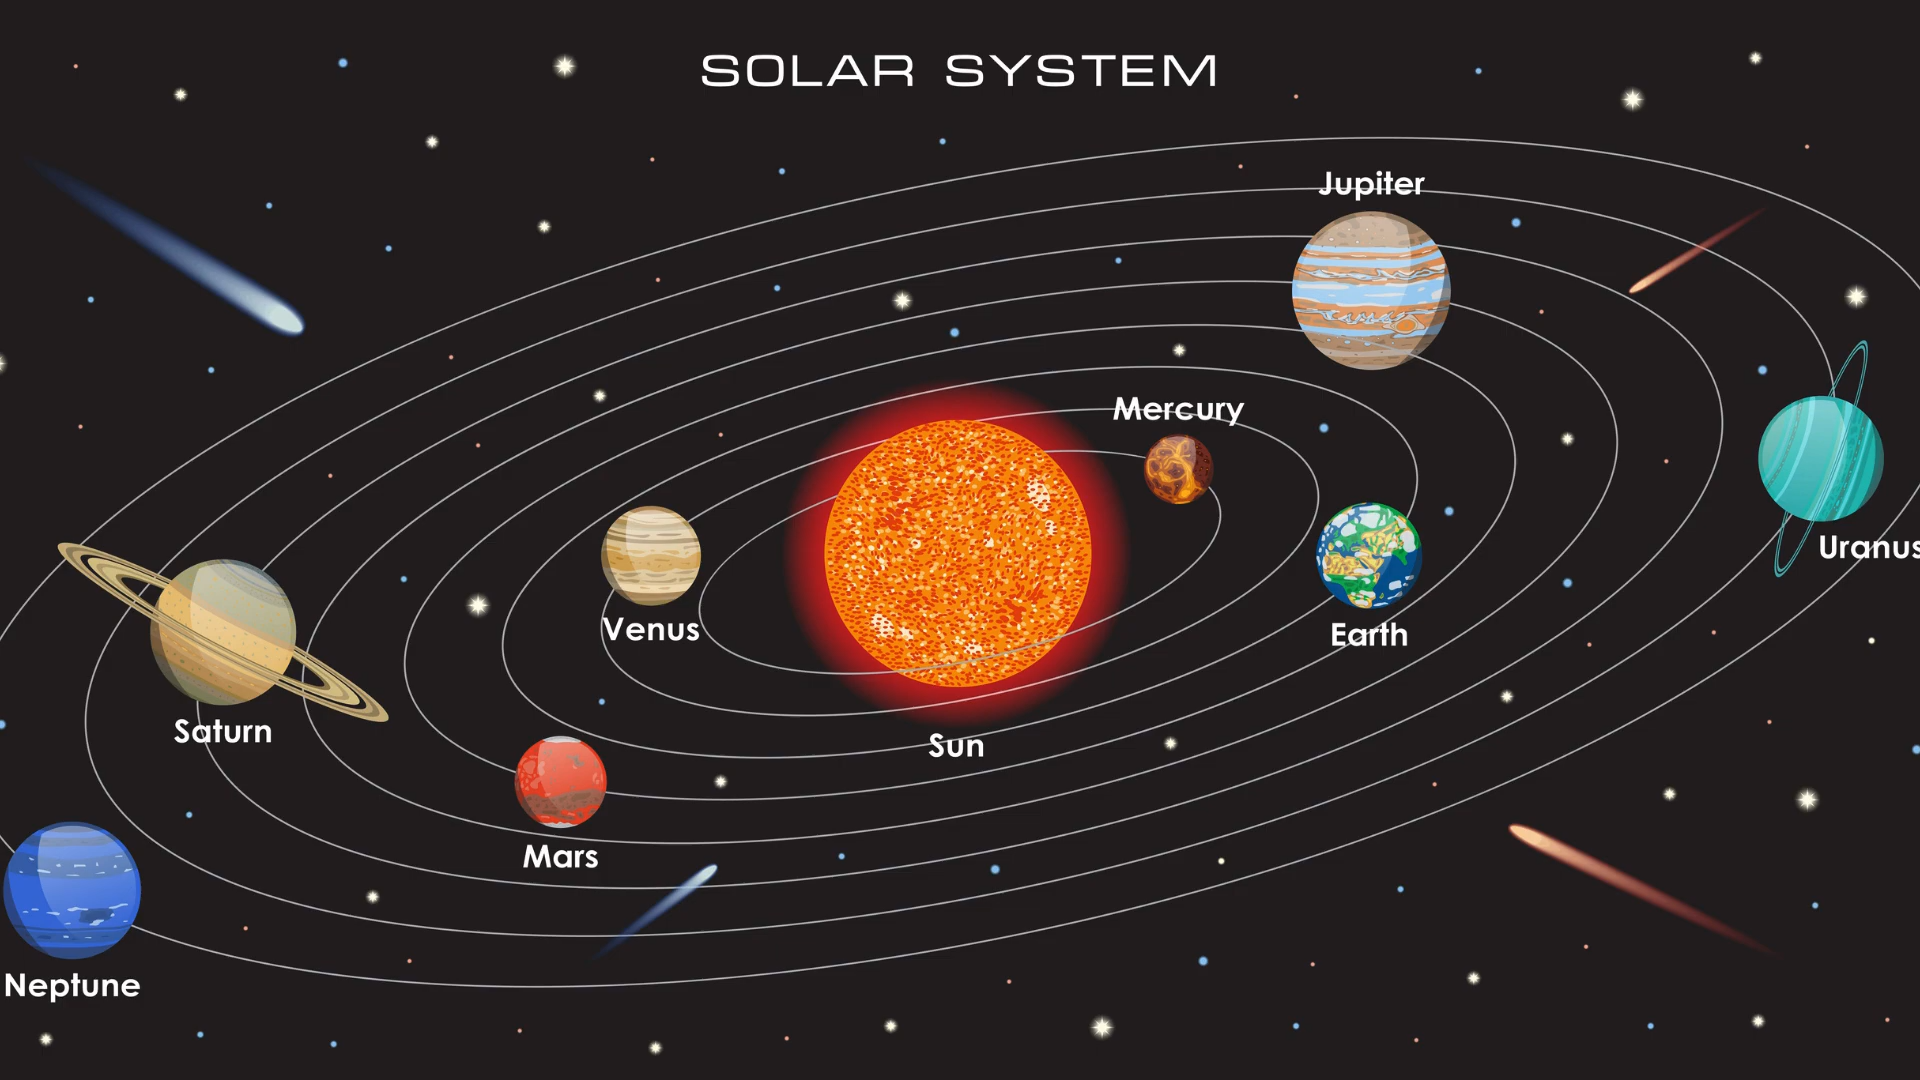 SOLAR SYSTEM
Jupiter
Mercury
Uranus
Venus
Earth
Saturn
Sun
Mars
Neptune